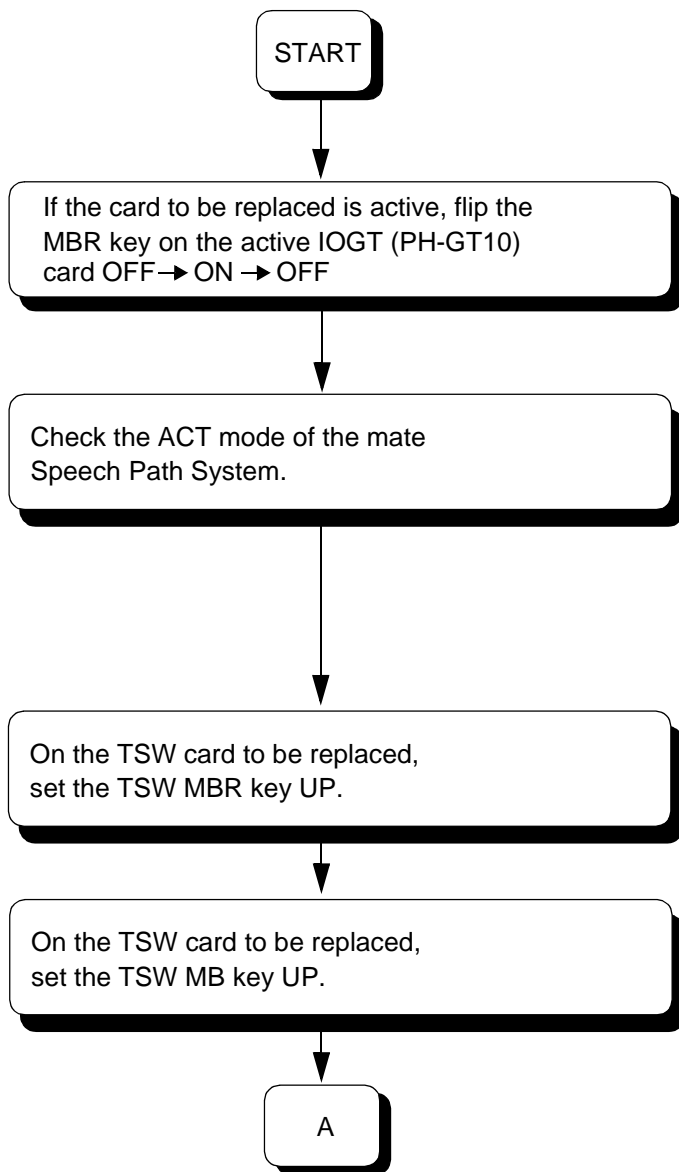 START
If the card to be replaced is active, flip the
MBR key on the active IOGT (PH-GT10)
card OFF→ ON → OFF
Check the ACT mode of the mate
Speech Path System.
On the TSW card to be replaced,
set the TSW MBR key UP.
On the TSW card to be replaced,
set the TSW MB key UP.
A